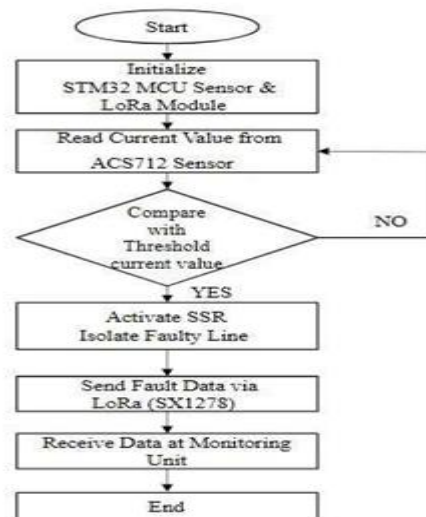 Start
Initialize
STM32 MCU Sensor &
LoRa Module
Read Current Value from
ACS712 Sensor
Compare
with
Threshold
current value
NO
YES
Activate SSR
Isolate Faulty Line
Send Fault Data via
LoRa (SX1278)
Receive Data at Monitoring
Unit
End